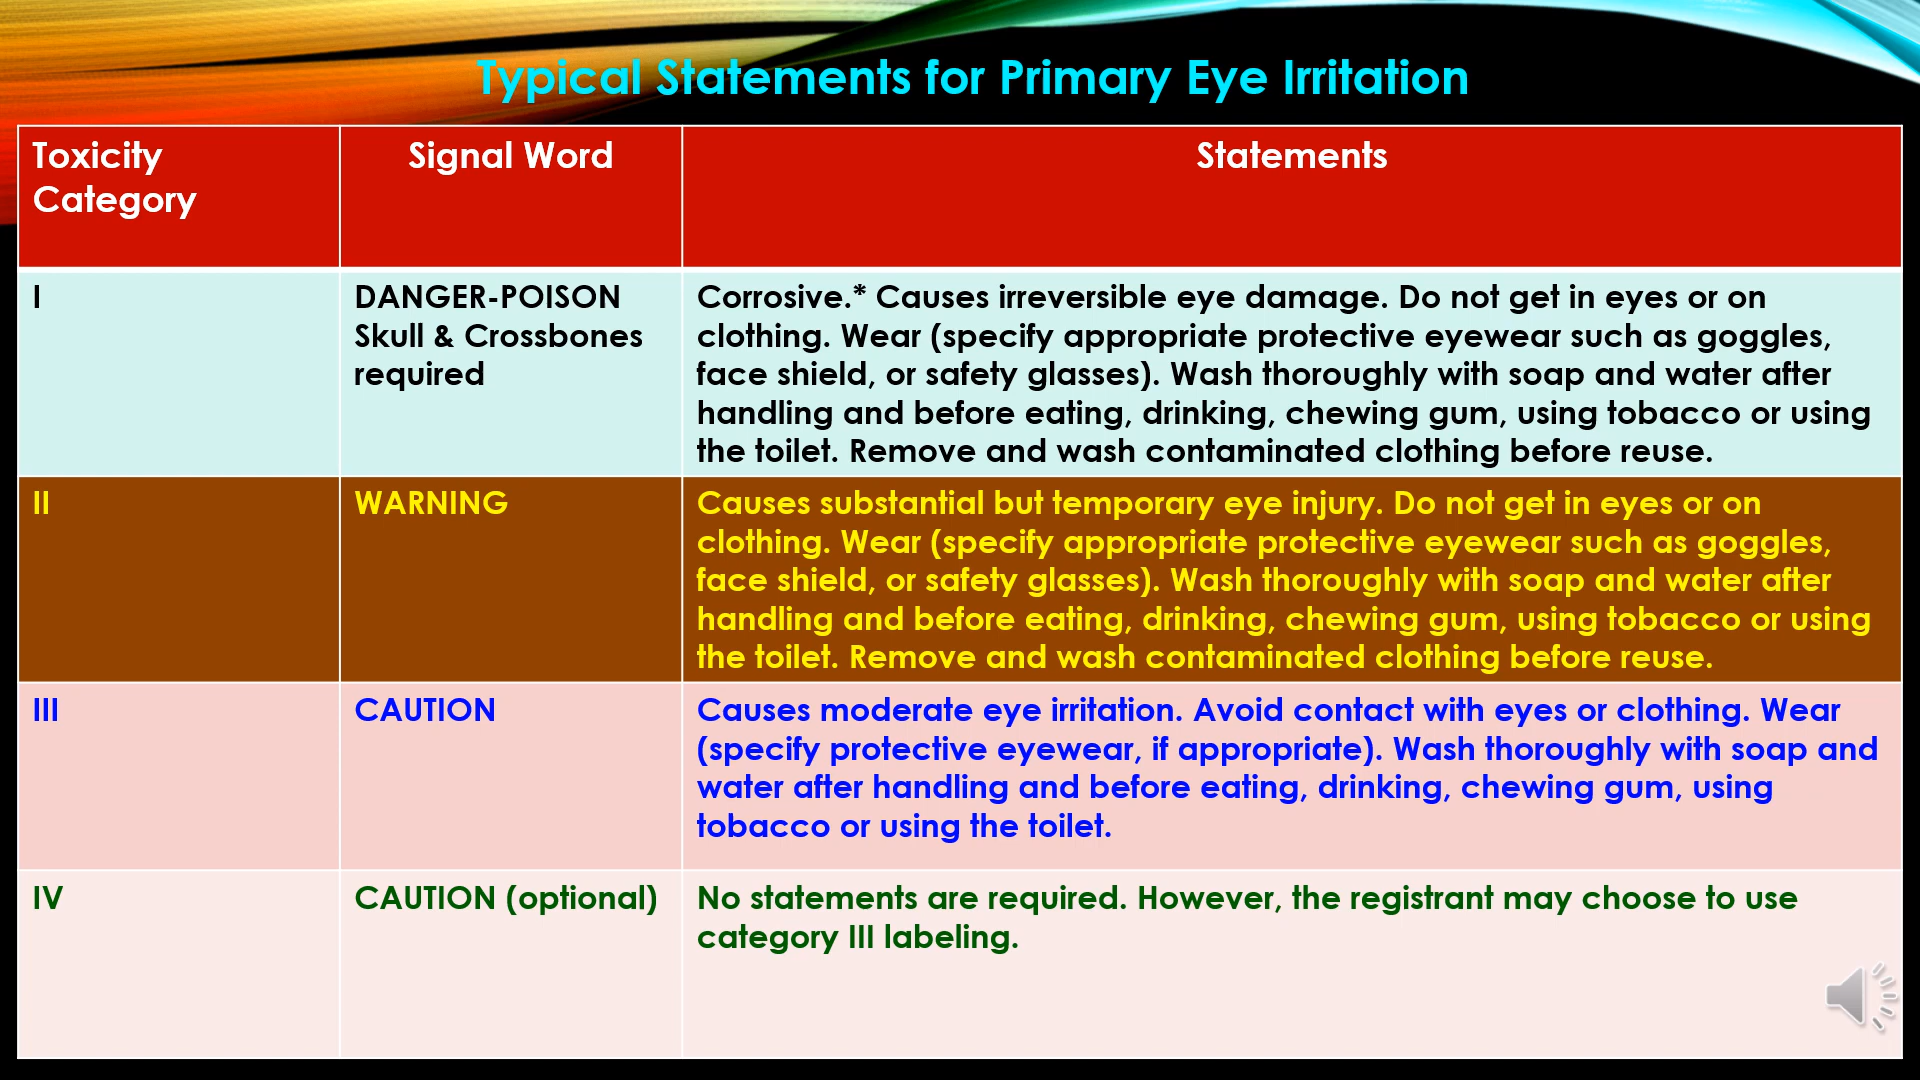 Typical Statements for Primary Eye Irritation
Toxicity
Category
Signal Word
Statements
I
DANGER-POISON
Skull & Crossbones
required
Corrosive.* Causes irreversible eye damage. Do not get in eyes or on
clothing. Wear (specify appropriate protective eyewear such as goggles,
face shield, or safety glasses). Wash thoroughly with soap and water after
handling and before eating, drinking, chewing gum, using tobacco or using
the toilet. Remove and wash contaminated clothing before reuse.
II
WARNING
Causes substantial but temporary eye injury. Do not get in eyes or on
clothing. Wear (specify appropriate protective eyewear such as goggles,
face shield, or safety glasses). Wash thoroughly with soap and water after
handling and before eating, drinking, chewing gum, using tobacco or using
the toilet. Remove and wash contaminated clothing before reuse.
III
CAUTION
Causes moderate eye irritation. Avoid contact with eyes or clothing. Wear
(specify protective eyewear, if appropriate). Wash thoroughly with soap and
water after handling and before eating, drinking, chewing gum, using
tobacco or using the toilet.
IV
CAUTION (optional)
No statements are required. However, the registrant may choose to use
category III labeling.